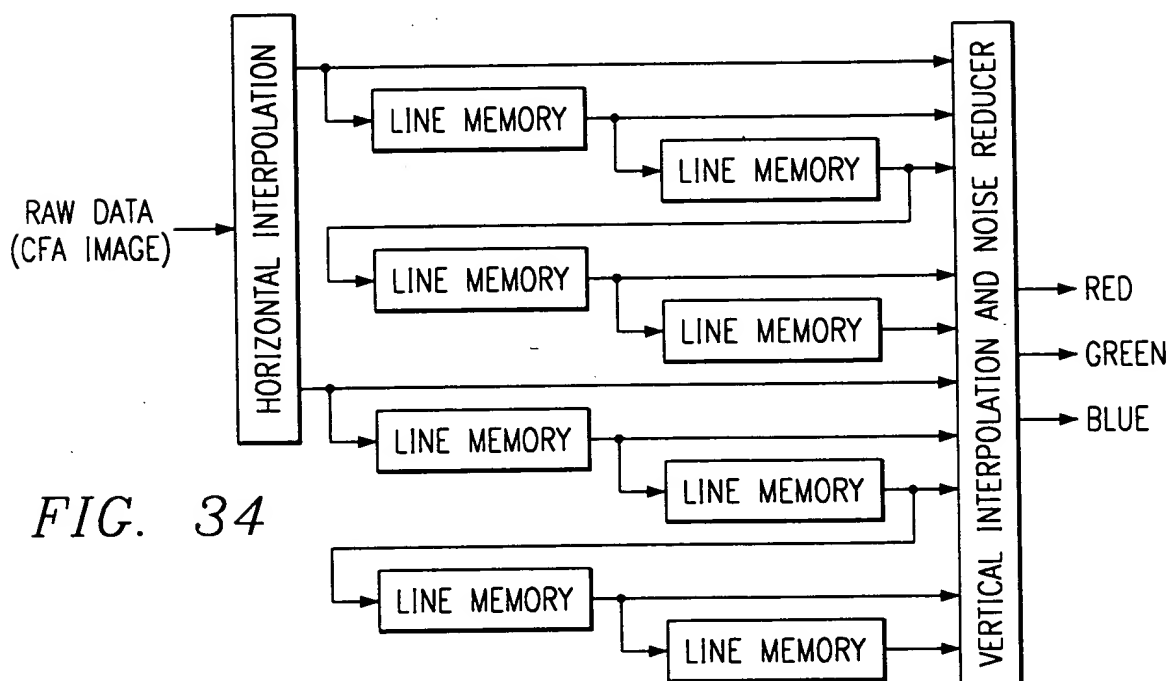 RAW DATA
(CFA IMAGE)
HORIZONTAL INTERPOLATION
LINE MEMORY
LINE MEMORY
LINE MEMORY
LINE MEMORY
LINE MEMORY
LINE MEMORY
LINE MEMORY
LINE MEMORY
VERTICAL INTERPOLATION AND NOISE REDUCER
RED
GREEN
BLUE
FIG. 34